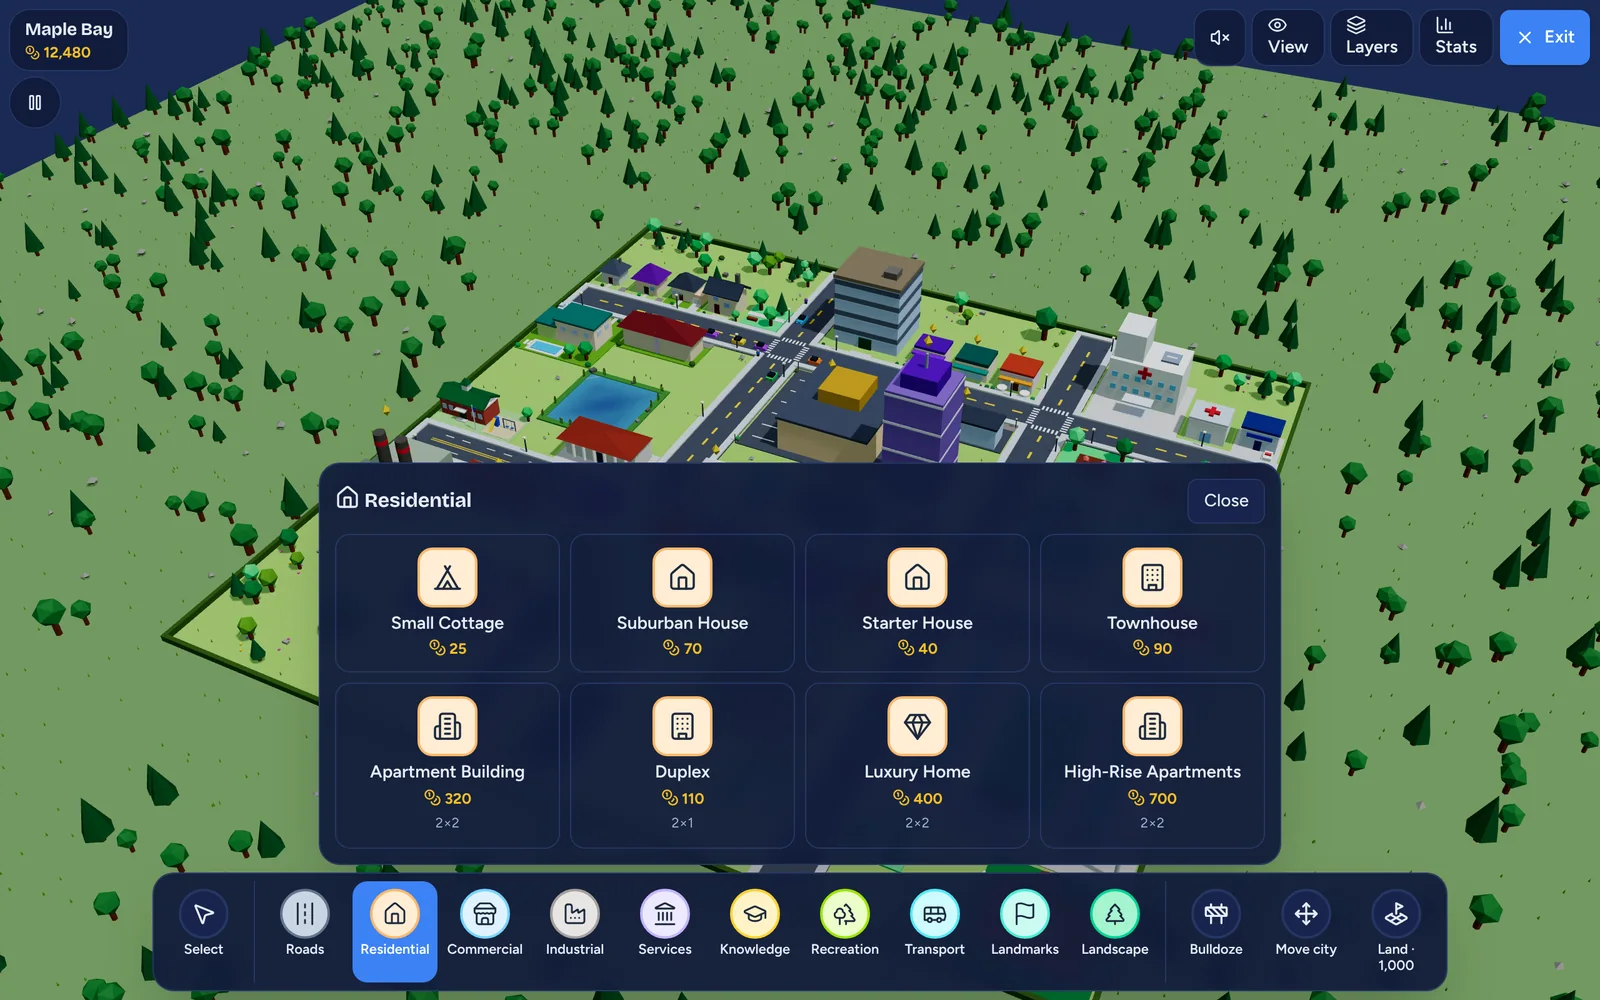 Maple Bay
12,480
View
Layers
Stats
Exit
Residential
Close
Small Cottage
25
Suburban House
70
Starter House
40
Townhouse
90
Apartment Building
320
2×2
Duplex
110
2×1
Luxury Home
400
2×2
High-Rise Apartments
700
2×2
Select
Roads
Residential
Commercial
Industrial
Services
Knowledge
Recreation
Transport
Landmarks
Landscape
Bulldoze
Move city
Land ·
1,000